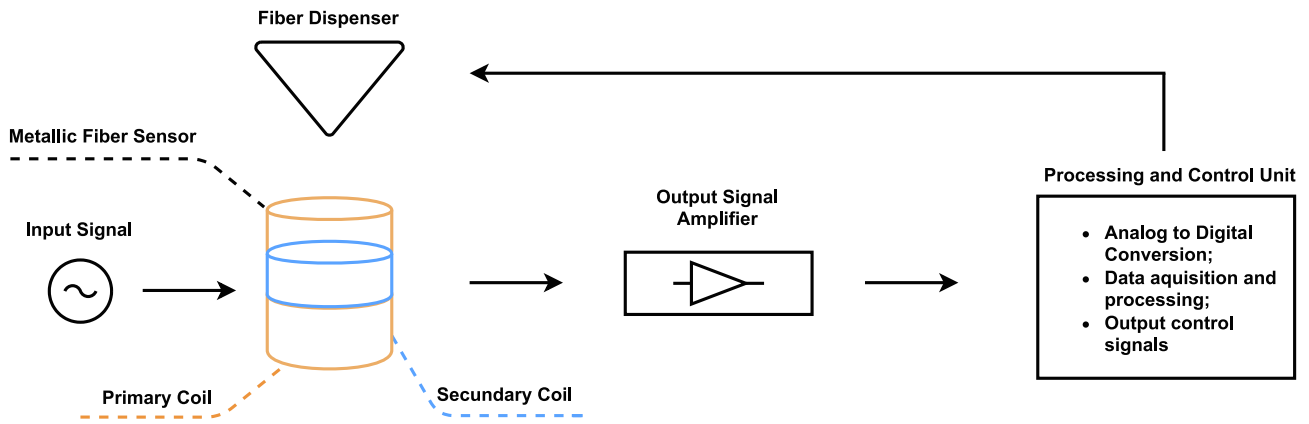 Fiber Dispenser
Metallic Fiber Sensor
Processing and Control Unit
Input Signal
Output Signal
Amplifier
• Analog to Digital
Conversion;
• Data aquisition and
processing;
• Output control
signals
Primary Coil
Secundary Coil